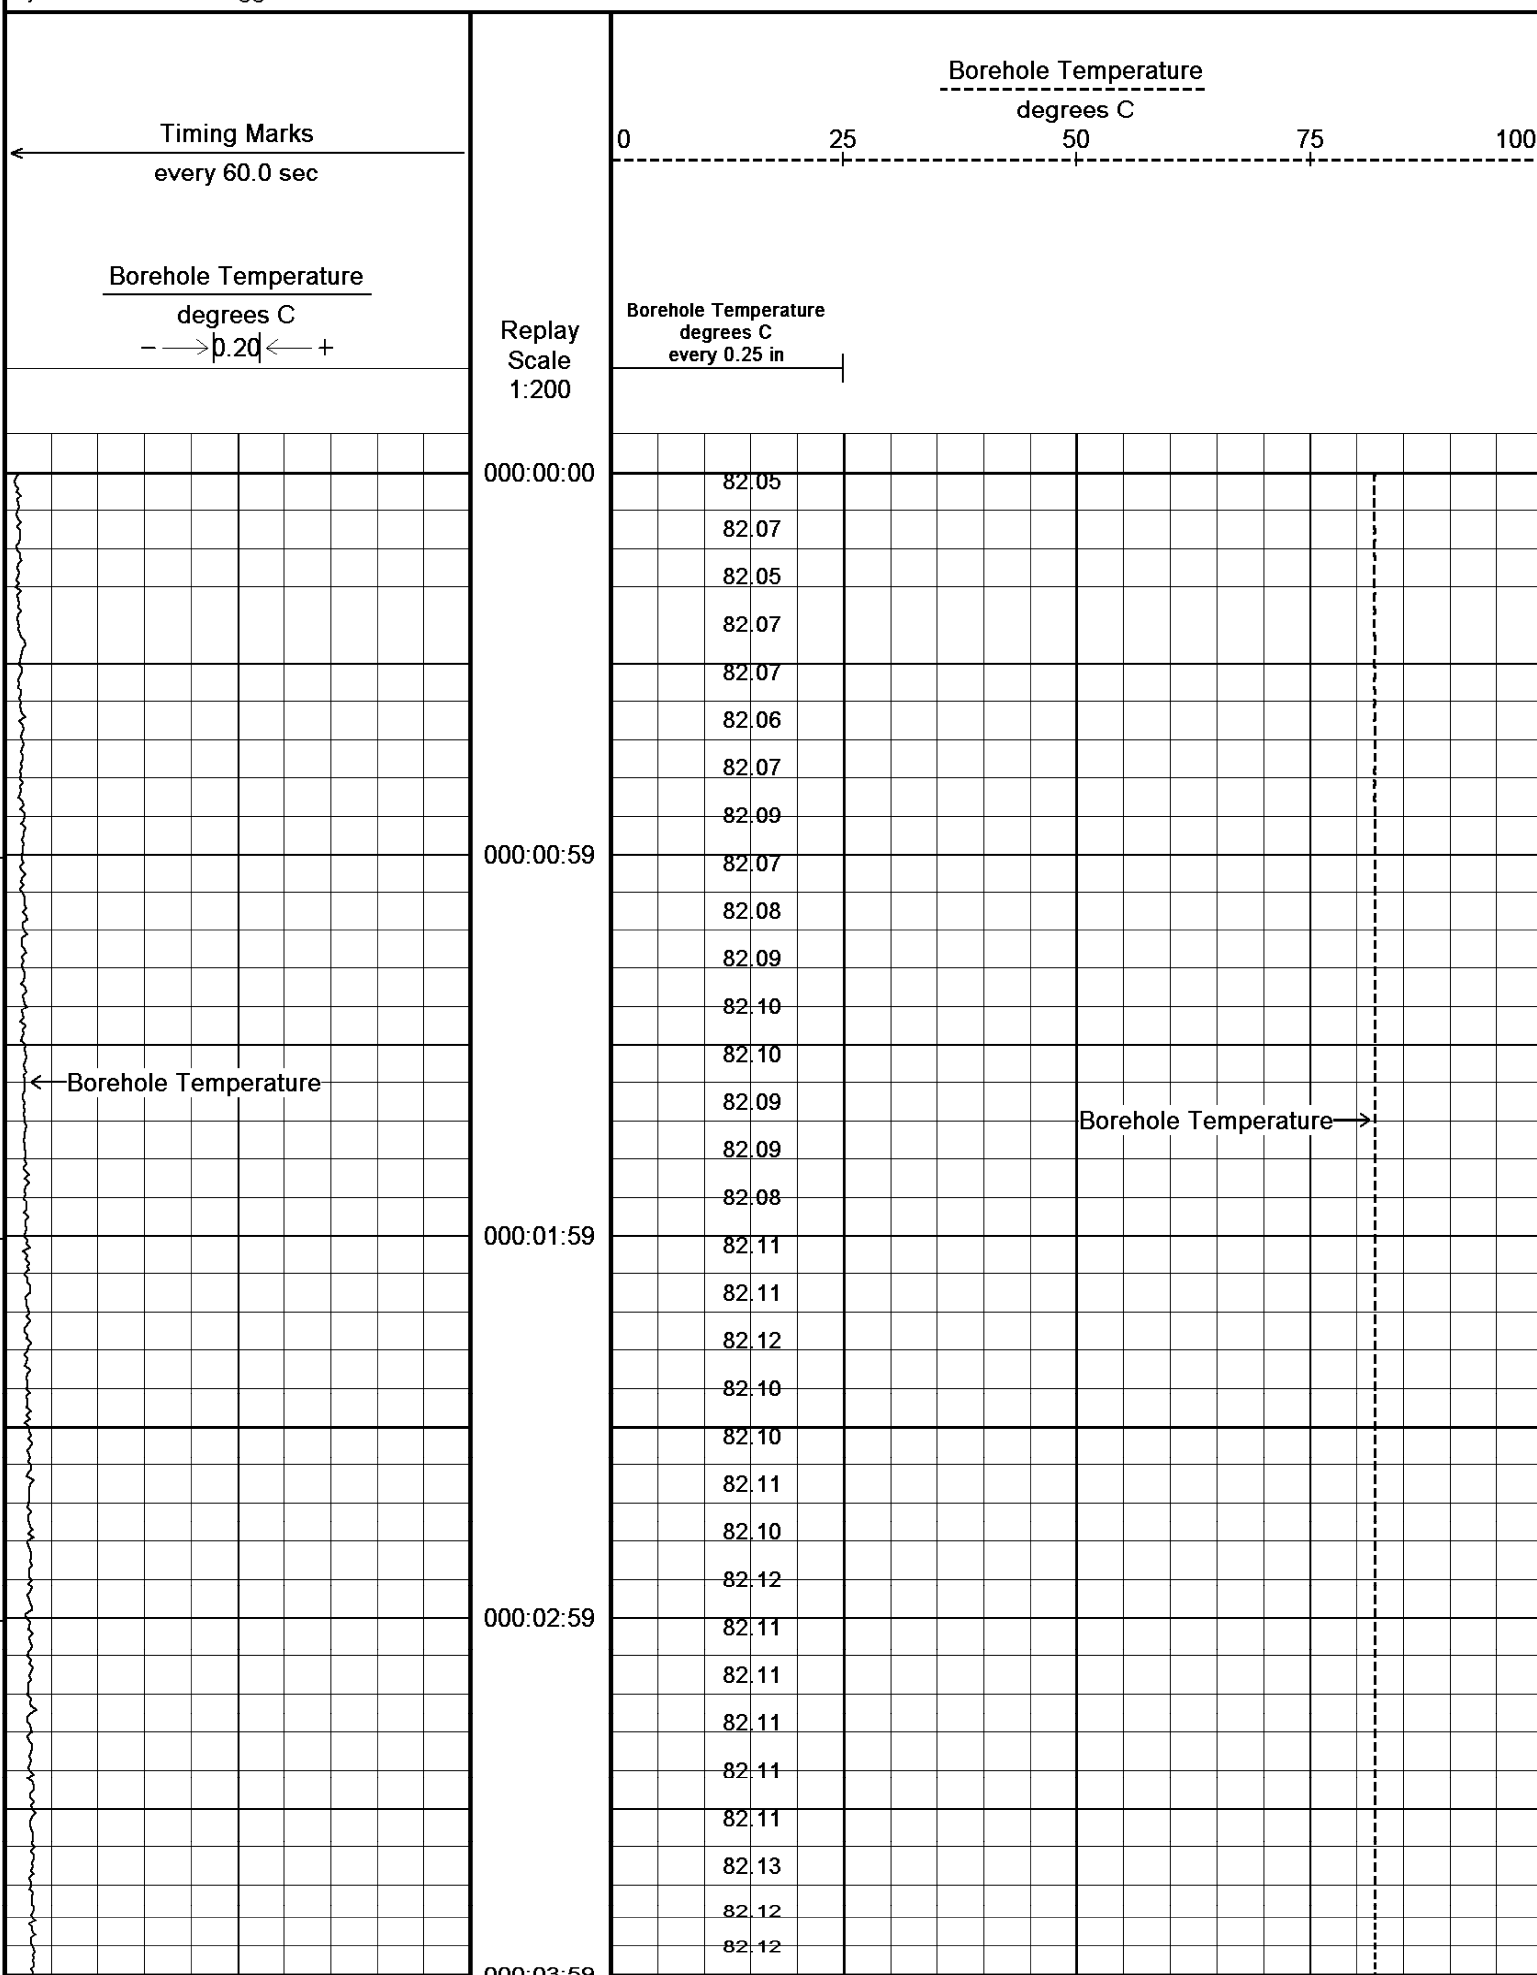 Borehole Temperature
degrees C
0 25 50 75 100
Timing Marks
every 60.0 sec
Borehole Temperature
degrees C
− 0.20 +
Replay
Scale
1:200
Borehole Temperature
degrees C
every 0.25 in
000:00:00
82.05
82.07
82.05
82.07
82.07
82.06
82.07
82.09
000:00:59
82.07
82.08
82.09
82.10
82.10
Borehole Temperature
82.09
Borehole Temperature
82.09
82.08
000:01:59
82.11
82.11
82.12
82.10
82.10
82.11
82.10
82.12
000:02:59
82.11
82.11
82.11
82.11
82.11
82.13
82.12
82.12
000:03:59